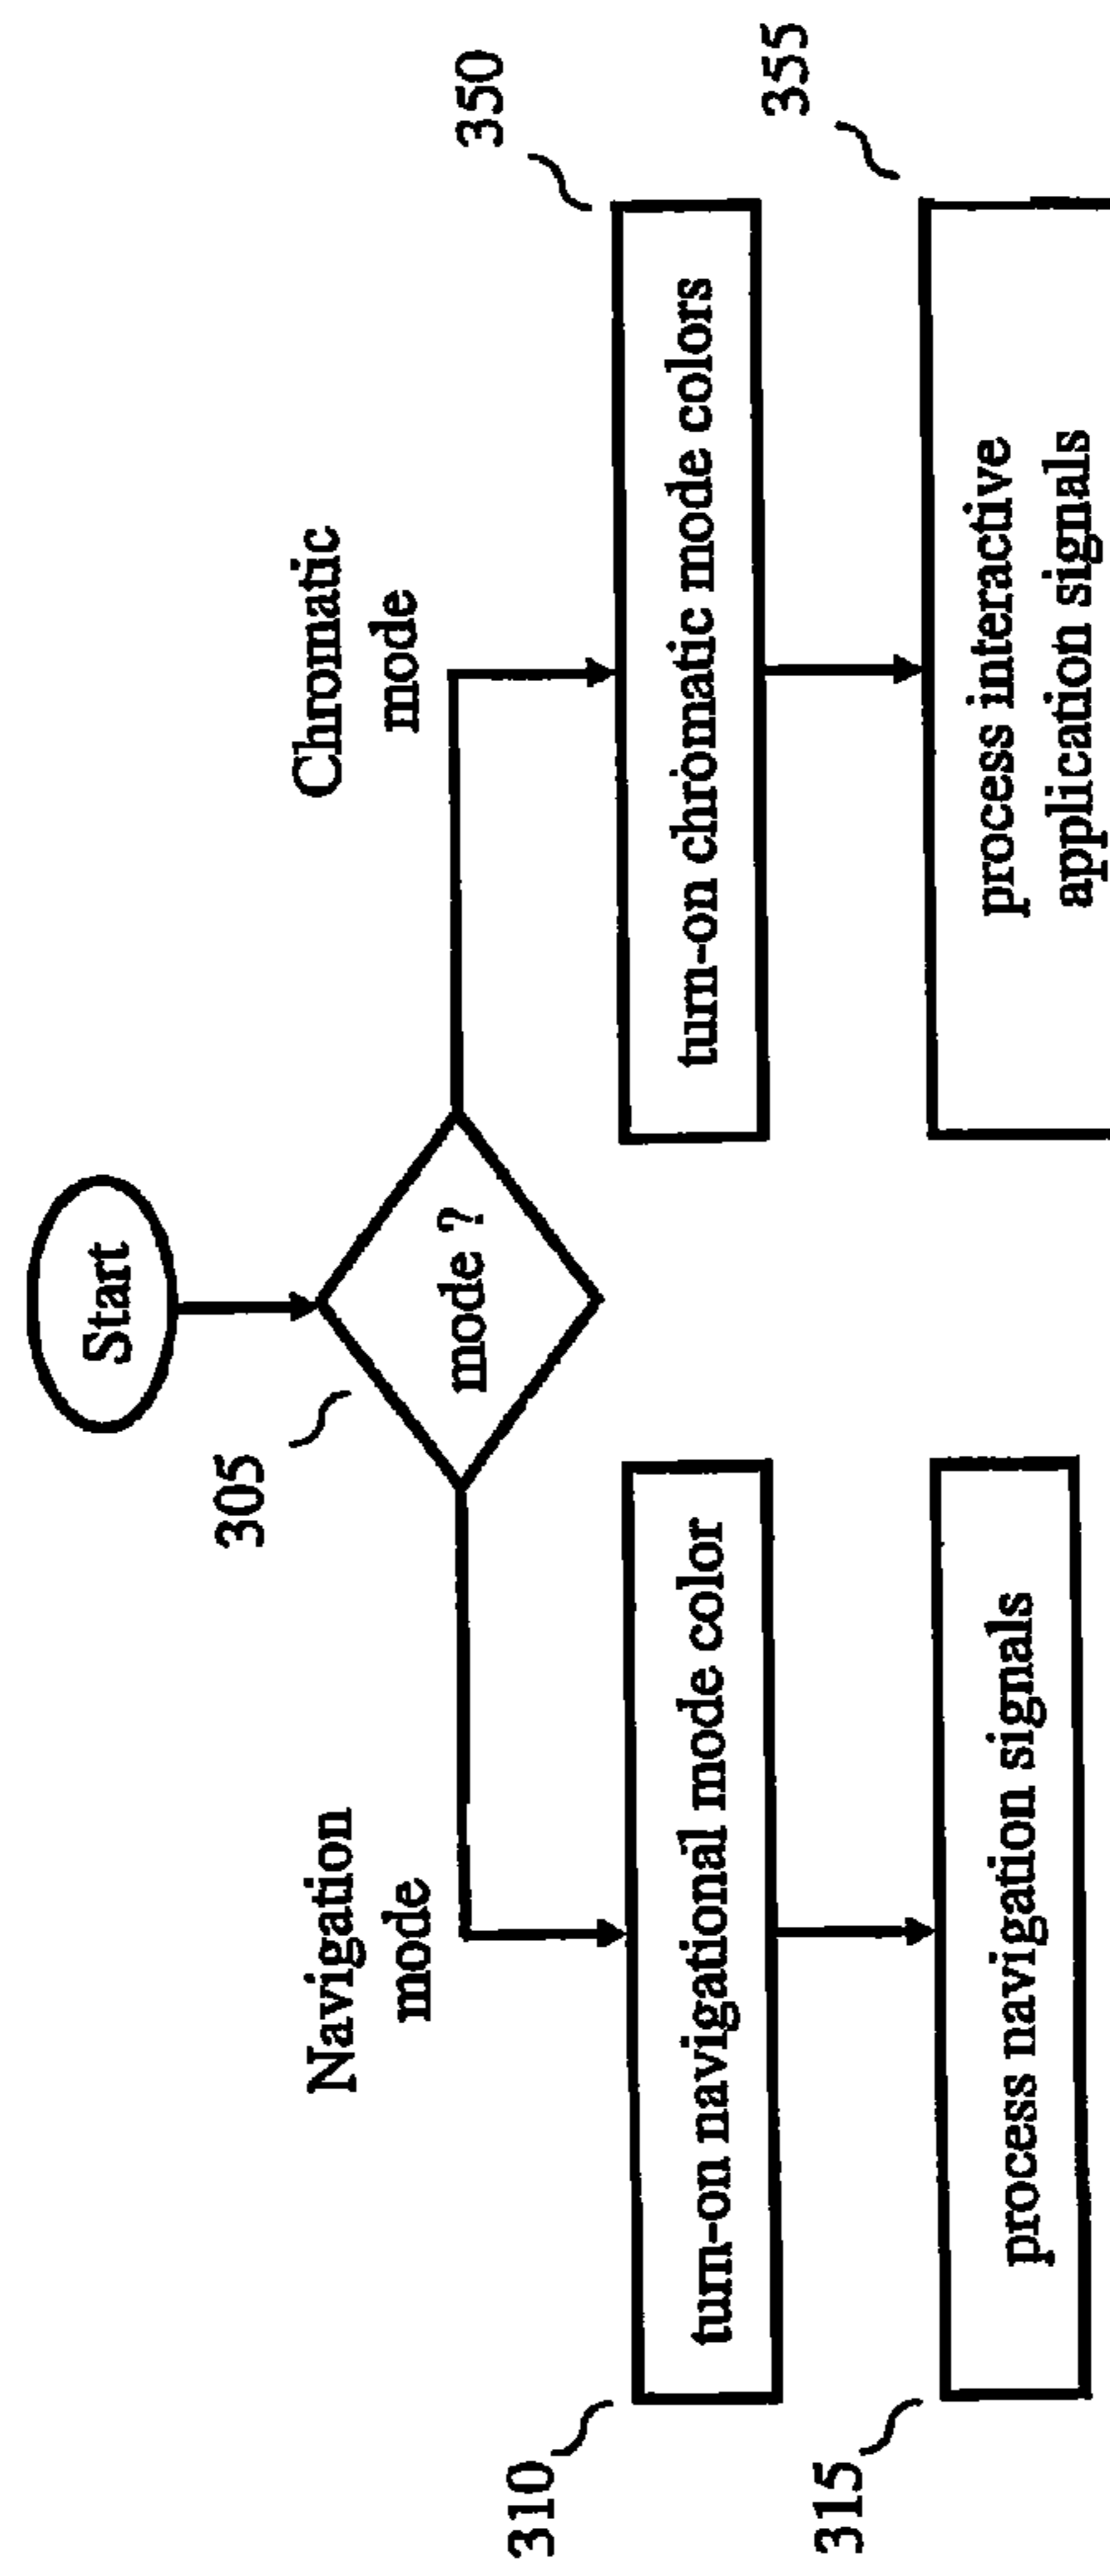 Start
305
mode ?
Navigation
mode
Chromatic
mode
310
turn-on navigational mode color
350
turn-on chromatic mode colors
315
process navigation signals
355
process interactive
application signals